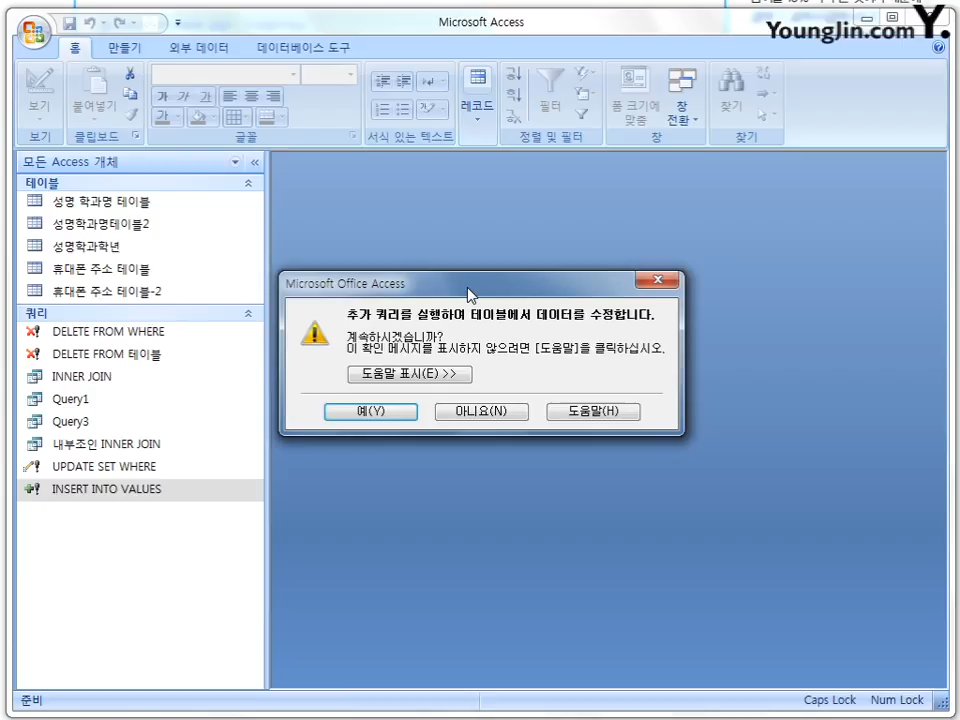 Microsoft Access
YoungJin.com Y.
홈 만들기 외부 데이터 데이터베이스 도구
보기 붙여넣기 레코드 필터 폼 크기에 맞춤 창 전환 찾기
가 가 가
가
보기 클립보드 글꼴 서식 있는 텍스트 정렬 및 필터 창 찾기
모든 Access 개체
테이블
성명 학과명 테이블
성명학과명테이블2
성명학과학년
휴대폰 주소 테이블
휴대폰 주소 테이블-2
쿼리
DELETE FROM WHERE
DELETE FROM 테이블
INNER JOIN
Query1
Query3
내부조인 INNER JOIN
UPDATE SET WHERE
INSERT INTO VALUES
Microsoft Office Access
추가 쿼리를 실행하여 테이블에서 데이터를 수정합니다.
계속하시겠습니까?
이 확인 메시지를 표시하지 않으려면 [도움말]을 클릭하십시오.
도움말 표시(E) >>
예(Y) 아니요(N) 도움말(H)
준비 Caps Lock Num Lock